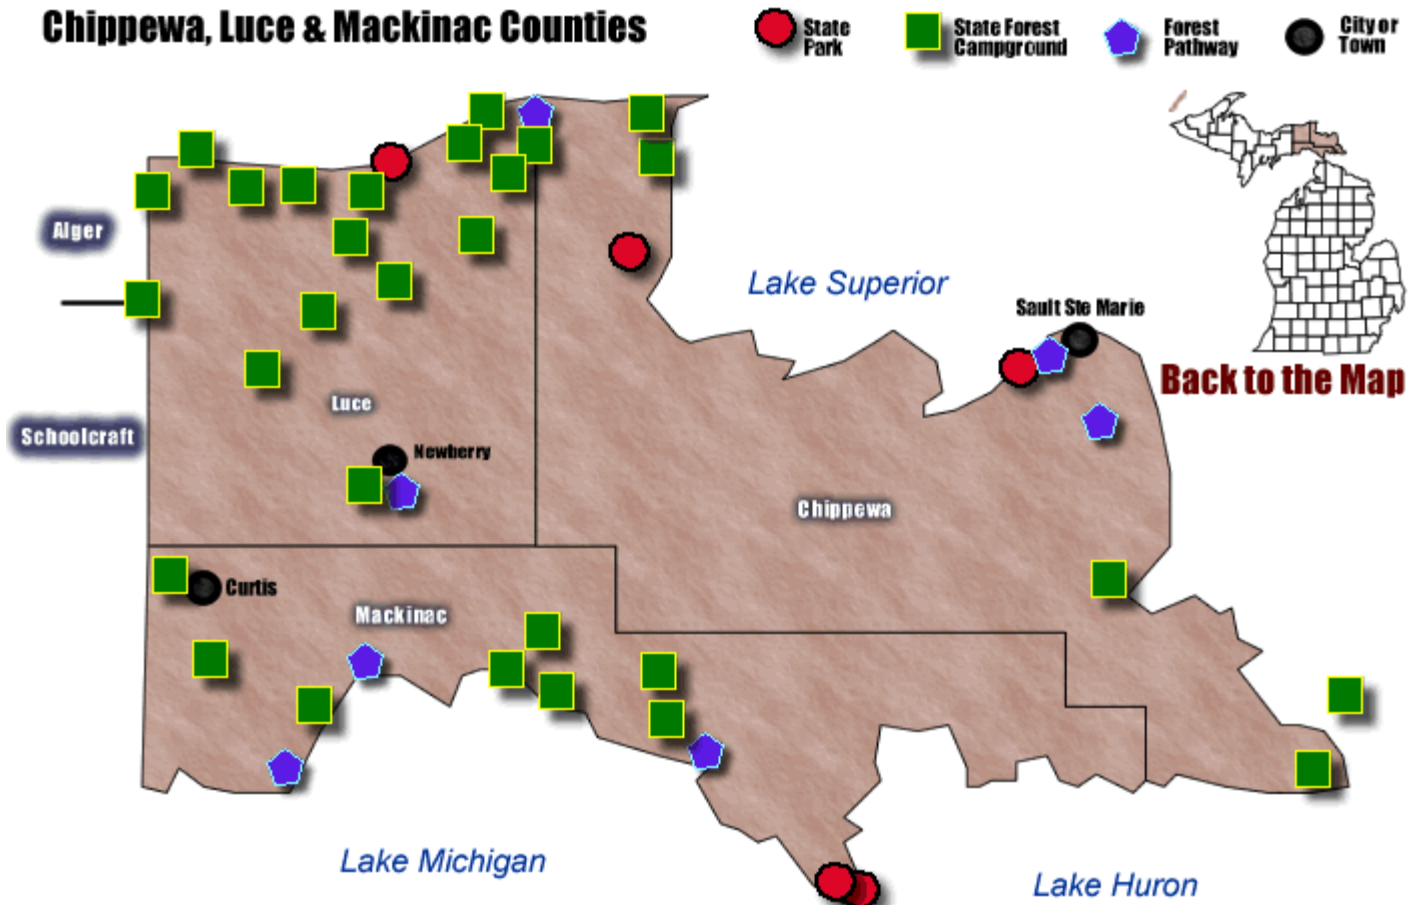 Chippewa, Luce & Mackinac Counties
State
Park
State Forest
Campground
Forest
Pathway
City or
Town
Alger
Lake Superior
Sault Ste Marie
Back to the Map
Luce
Schoolcraft
Newberry
Chippewa
Curtis
Mackinac
Lake Michigan
Lake Huron